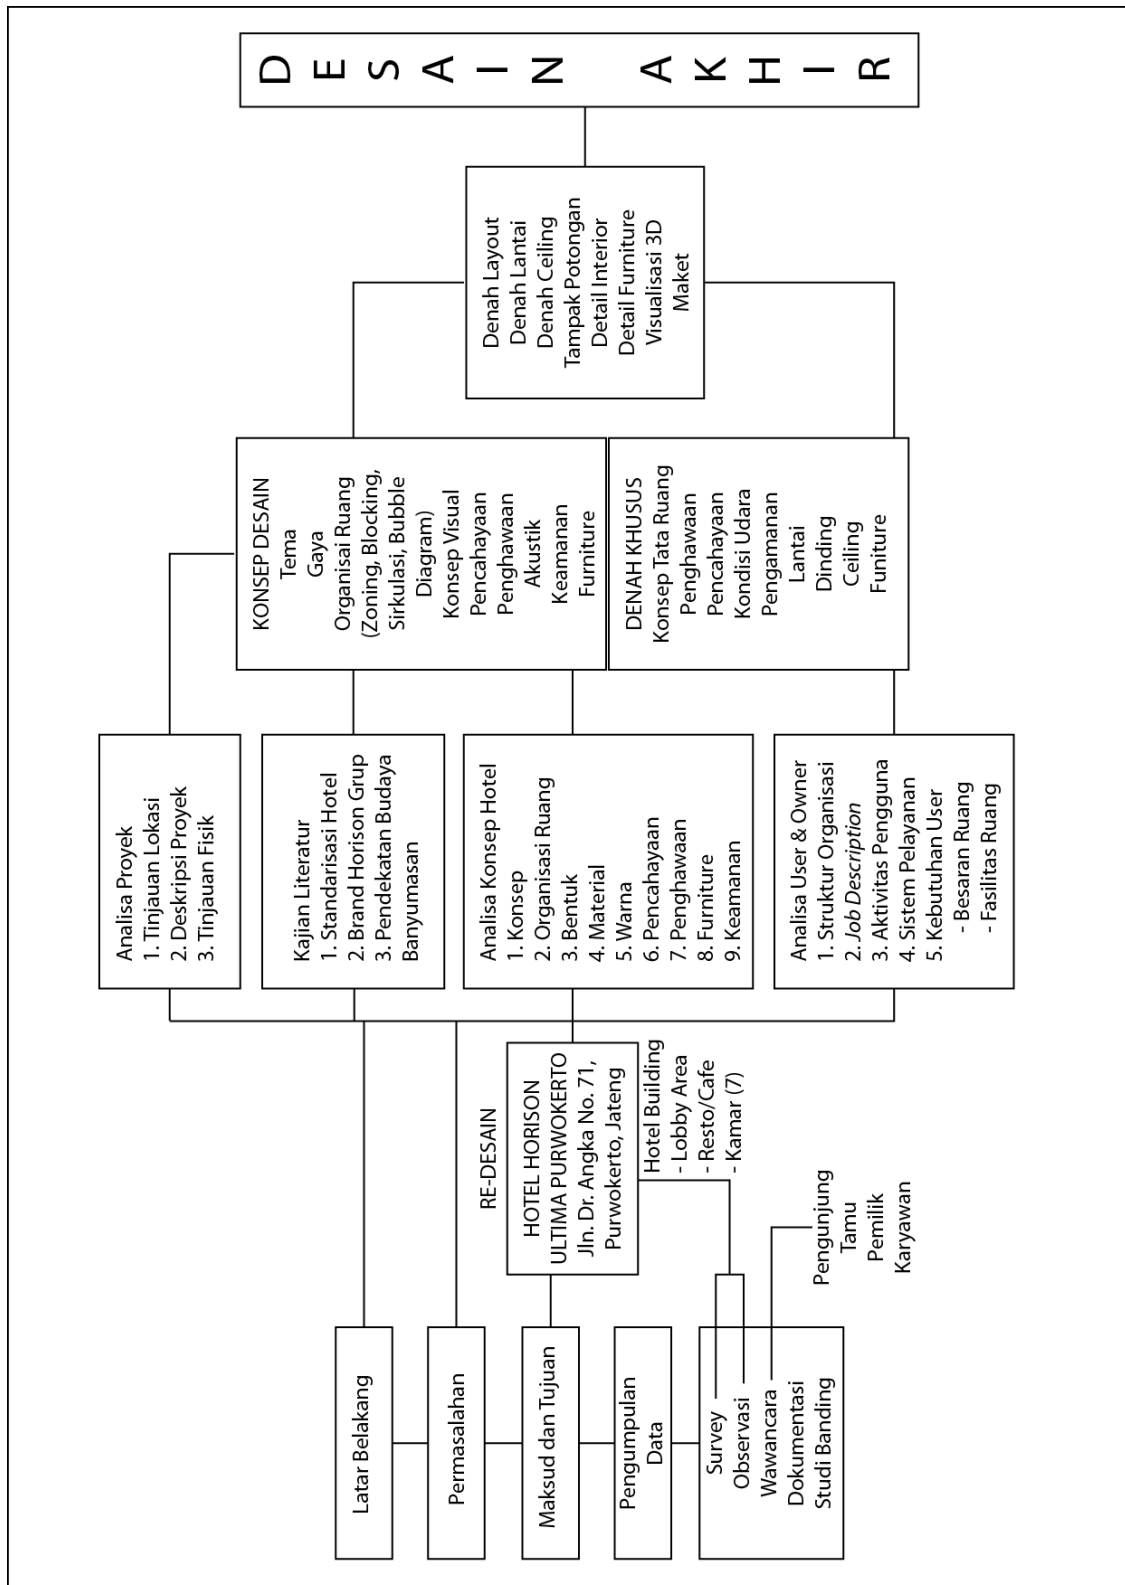 Latar Belakang
Permasalahan
Maksud dan Tujuan
Pengumpulan
Data
Survey
Observasi
Wawancara
Dokumentasi
Studi Banding
RE-DESAIN
HOTEL HORISON
ULTIMA PURWOKERTO
Jln. Dr. Angka No. 71,
Purwokerto, Jateng
Hotel Building
- Lobby Area
- Resto/Cafe
- Kamar (7)
Pengunjung
Tamu
Pemilik
Karyawan
Analisa Proyek
1. Tinjauan Lokasi
2. Deskripsi Proyek
3. Tinjauan Fisik
Kajian Literatur
1. Standarisasi Hotel
2. Brand Horison Grup
3. Pendekatan Budaya
Banyumasan
Analisa Konsep Hotel
1. Konsep
2. Organisasi Ruang
3. Bentuk
4. Material
5. Warna
6. Pencahayaan
7. Penghawaan
8. Furniture
9. Keamanan
Analisa User & Owner
1. Struktur Organisasi
2. Job Description
3. Aktivitas Pengguna
4. Sistem Pelayanan
5. Kebutuhan User
- Besaran Ruang
- Fasilitas Ruang
KONSEP DESAIN
Tema
Gaya
Organisai Ruang
(Zoning, Blocking,
Sirkulasi, Bubble
Diagram)
Konsep Visual
Pencahayaan
Penghawaan
Akustik
Keamanan
Furniture
DENAH KHUSUS
Konsep Tata Ruang
Penghawaan
Pencahayaan
Kondisi Udara
Pengamanan
Lantai
Dinding
Ceiling
Funiture
Denah Layout
Denah Lantai
Denah Ceiling
Tampak Potongan
Detail Interior
Detail Furniture
Visualisasi 3D
Maket
DESAIN AKHIR